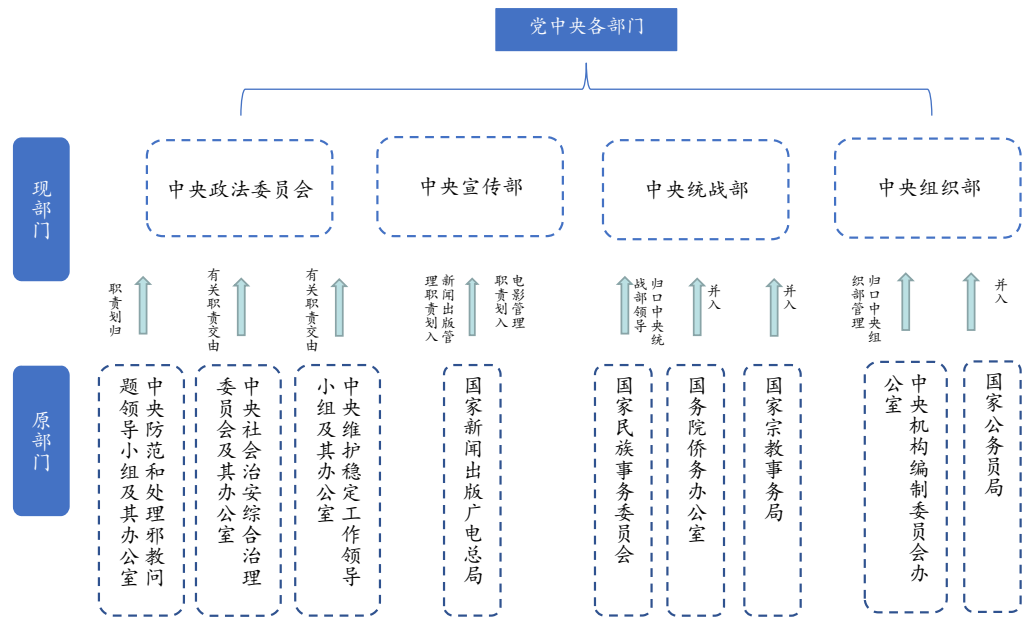 党中央各部门
现部门
中央政法委员会
中央宣传部
中央统战部
中央组织部
职责划归
有关职责交由
有关职责交由
新闻出版管
理职责划入
电影管理
职责划入
归口中央统
战部领导
并入
并入
归口中央组
织部管理
并入
原部门
中央防范和处理邪教问
题领导小组及其办公室
中央社会治安综合治理
委员会及其办公室
中央维护稳定工作领导
小组及其办公室
国家新闻出版广电总局
国家民族事务委员会
国务院侨务办公室
国家宗教事务局
中央机构编制委员会办
公室
国家公务员局